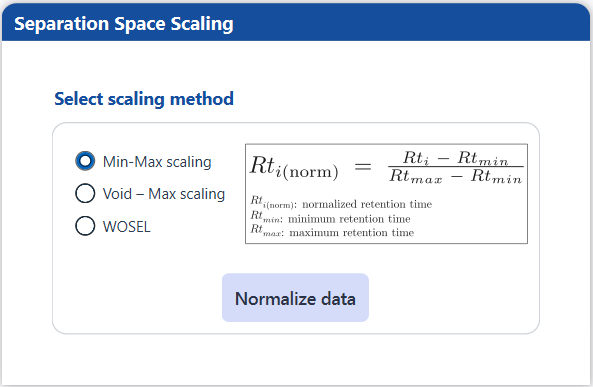 Separation Space Scaling
Select scaling method
Min-Max scaling
Void – Max scaling
WOSEL
Rt_{i(norm)} = \frac{Rt_i - Rt_{min}}{Rt_{max} - Rt_{min}}
Rt_{i(norm)}: normalized retention time
Rt_{min}: minimum retention time
Rt_{max}: maximum retention time
Normalize data